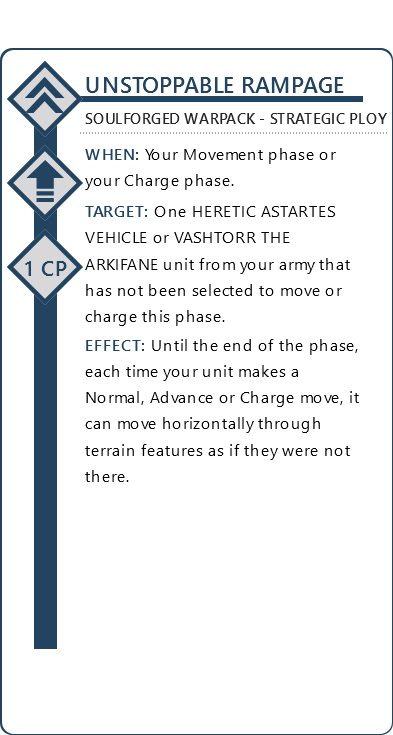 UNSTOPPABLE RAMPAGE
SOULFORGED WARPACK - STRATEGIC PLOY
WHEN: Your Movement phase or
your Charge phase.
TARGET: One HERETIC ASTARTES
VEHICLE or VASHTORR THE
ARKIFANE unit from your army that
has not been selected to move or
charge this phase.
1 CP
EFFECT: Until the end of the phase,
each time your unit makes a
Normal, Advance or Charge move, it
can move horizontally through
terrain features as if they were not
there.